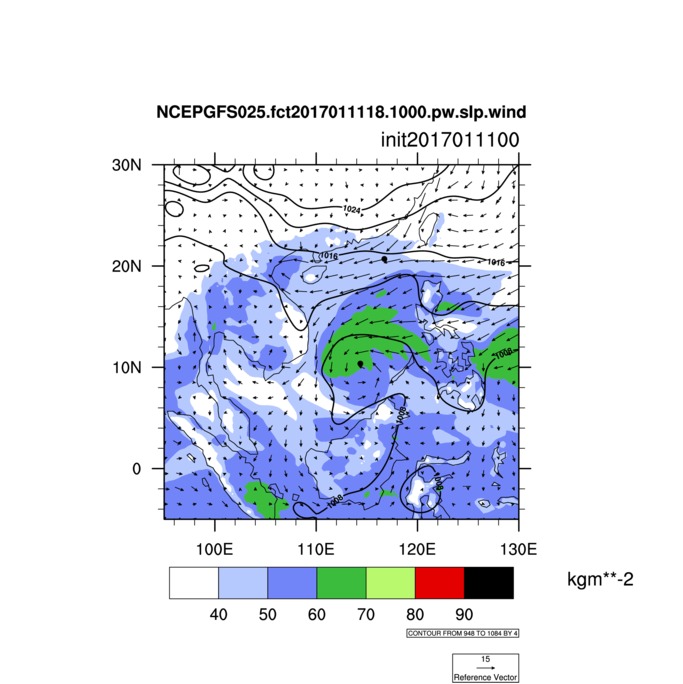 NCEPGFS025.fct2017011118.1000.pw.slp.wind
init2017011100
30N
1024
20N
1016
1016
10N
1008
1008
0
1008
1008
100E
110E
120E
130E
kgm**-2
40
50
60
70
80
90
CONTOUR FROM 948 TO 1084 BY 4
15
Reference Vector